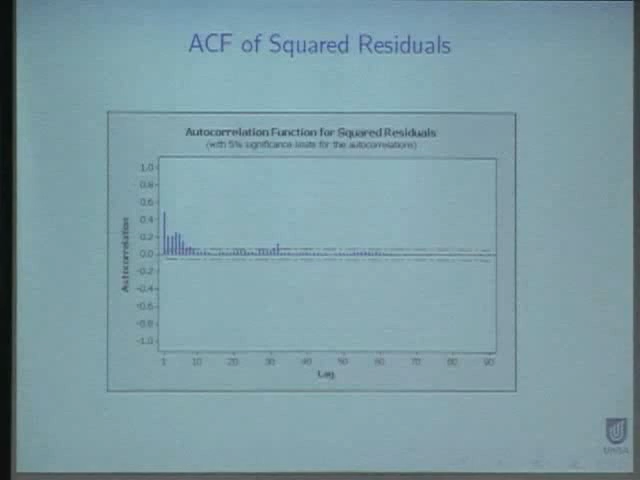 ACF of Squared Residuals
Autocorrelation Function for Squared Residuals
(with 5% significance limits for the autocorrelations)
1.0
0.8
0.6
0.4
0.2
0.0
-0.2
-0.4
-0.6
-0.8
-1.0
Autocorrelation
1 10 20 30 40 50 60 70 80 90
Lag
UniSA